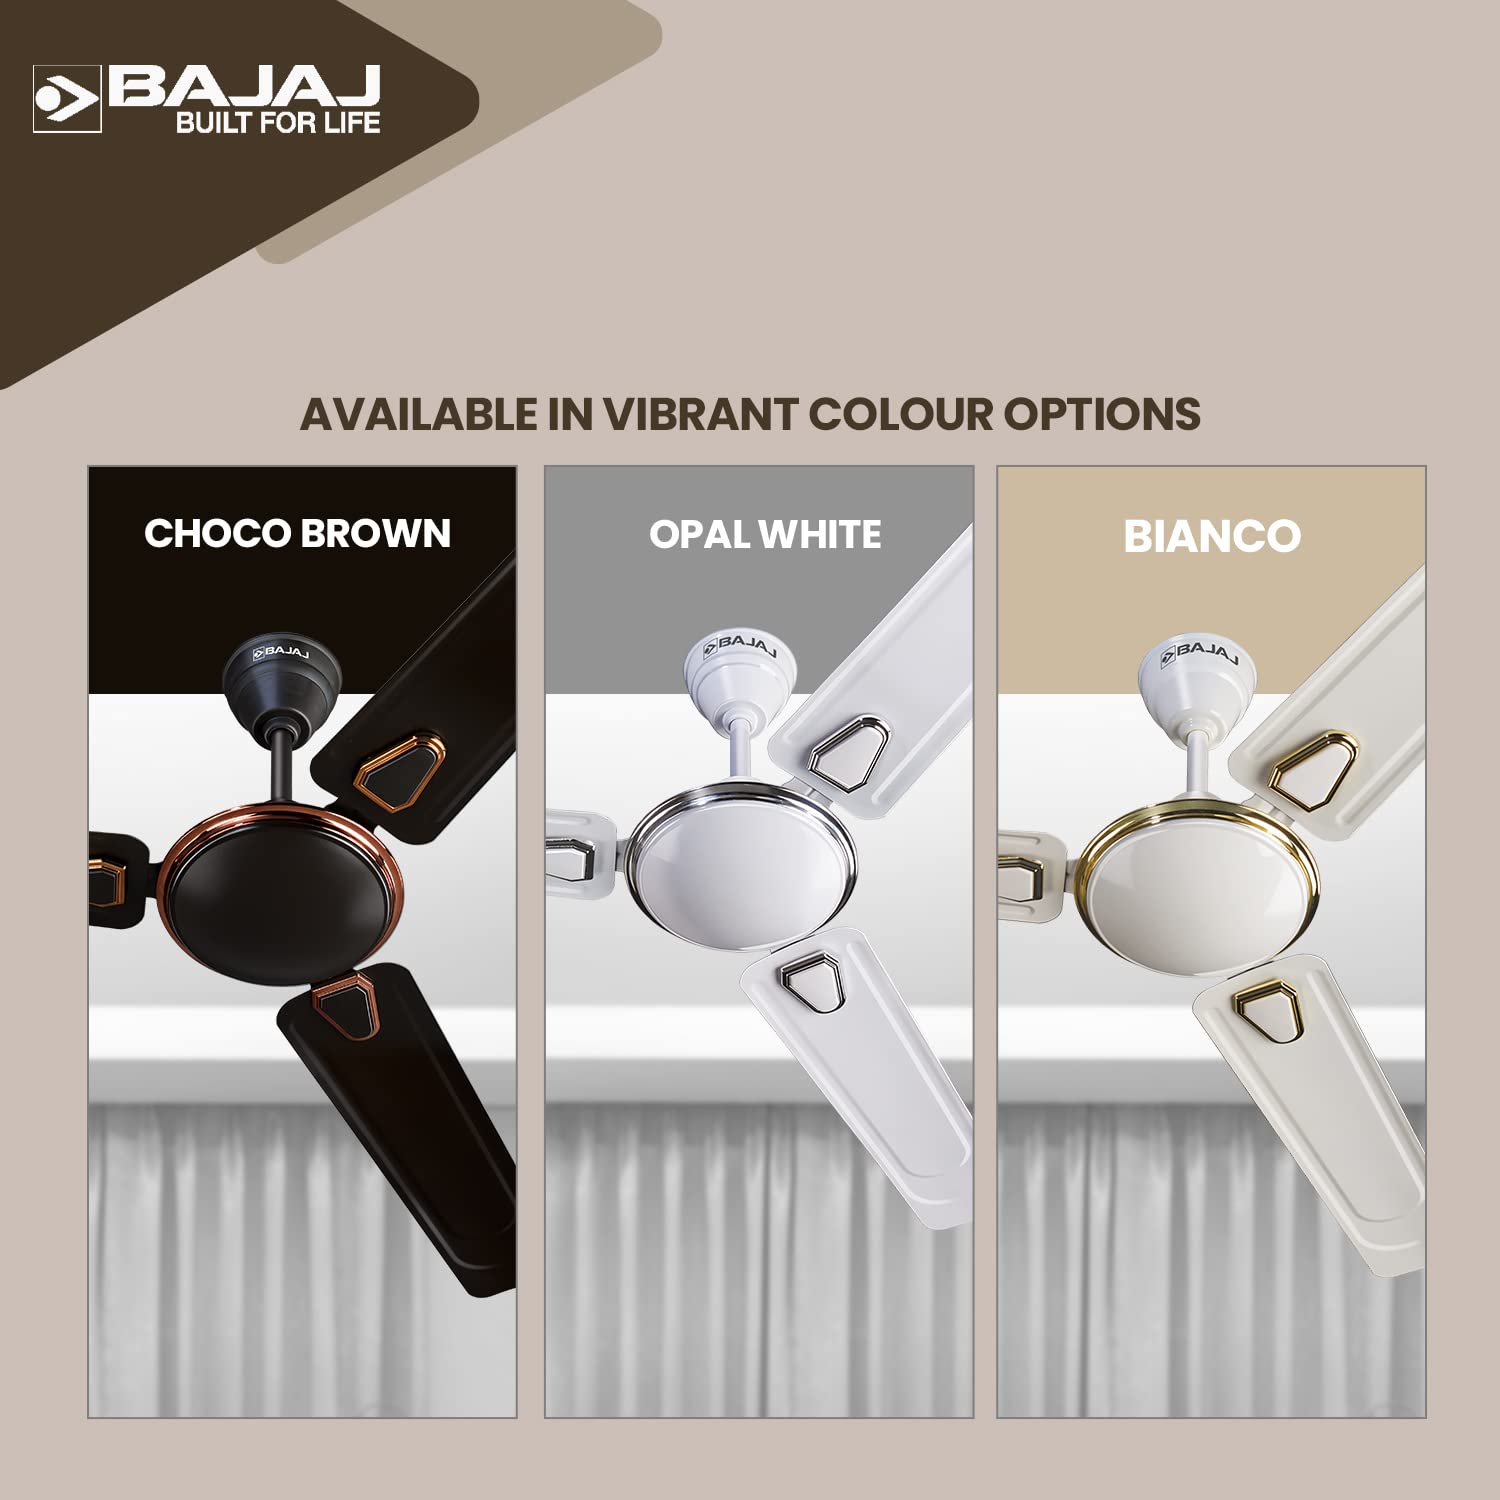 BAJAJ
BUILT FOR LIFE
AVAILABLE IN VIBRANT COLOUR OPTIONS
CHOCO BROWN
OPAL WHITE
BIANCO
BAJAJ
BAJAJ
BAJAJ